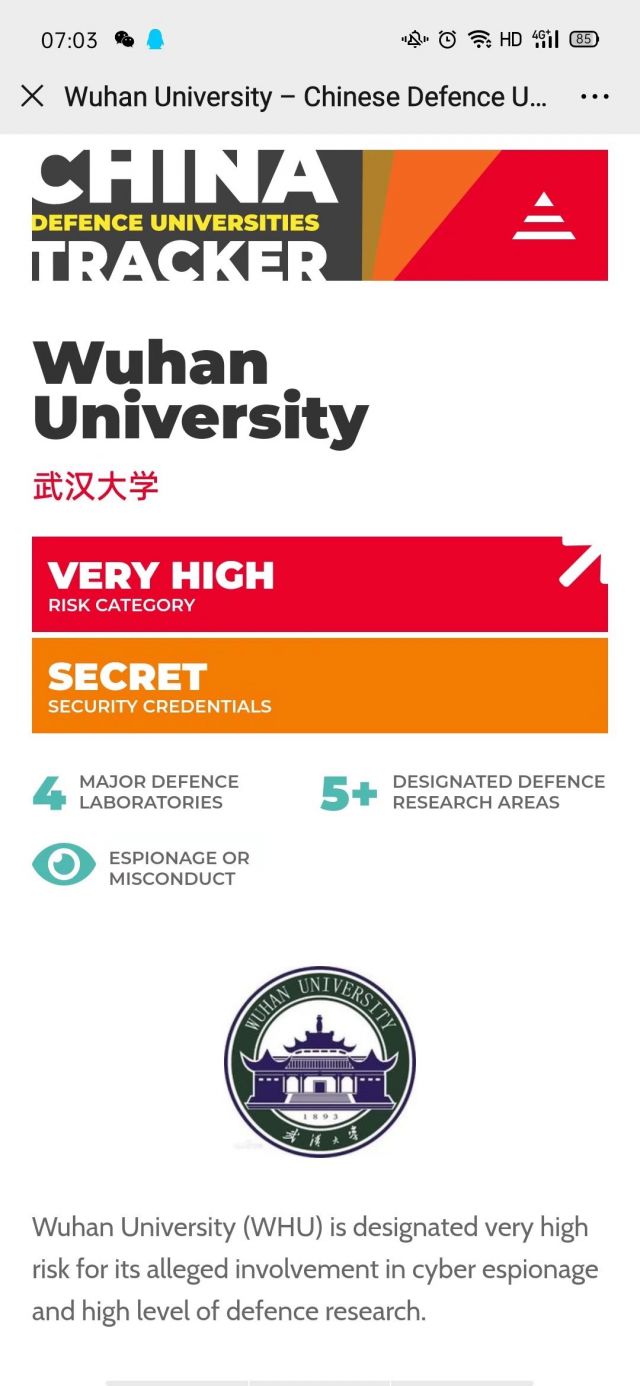 07:03
HD 4G+ 85
Wuhan University – Chinese Defence U...
CHINA
DEFENCE UNIVERSITIES
TRACKER
Wuhan
University
武汉大学
VERY HIGH
RISK CATEGORY
SECRET
SECURITY CREDENTIALS
4 MAJOR DEFENCE
LABORATORIES
5+ DESIGNATED DEFENCE
RESEARCH AREAS
ESPIONAGE OR
MISCONDUCT
WUHAN UNIVERSITY
1893
武汉大学
Wuhan University (WHU) is designated very high
risk for its alleged involvement in cyber espionage
and high level of defence research.